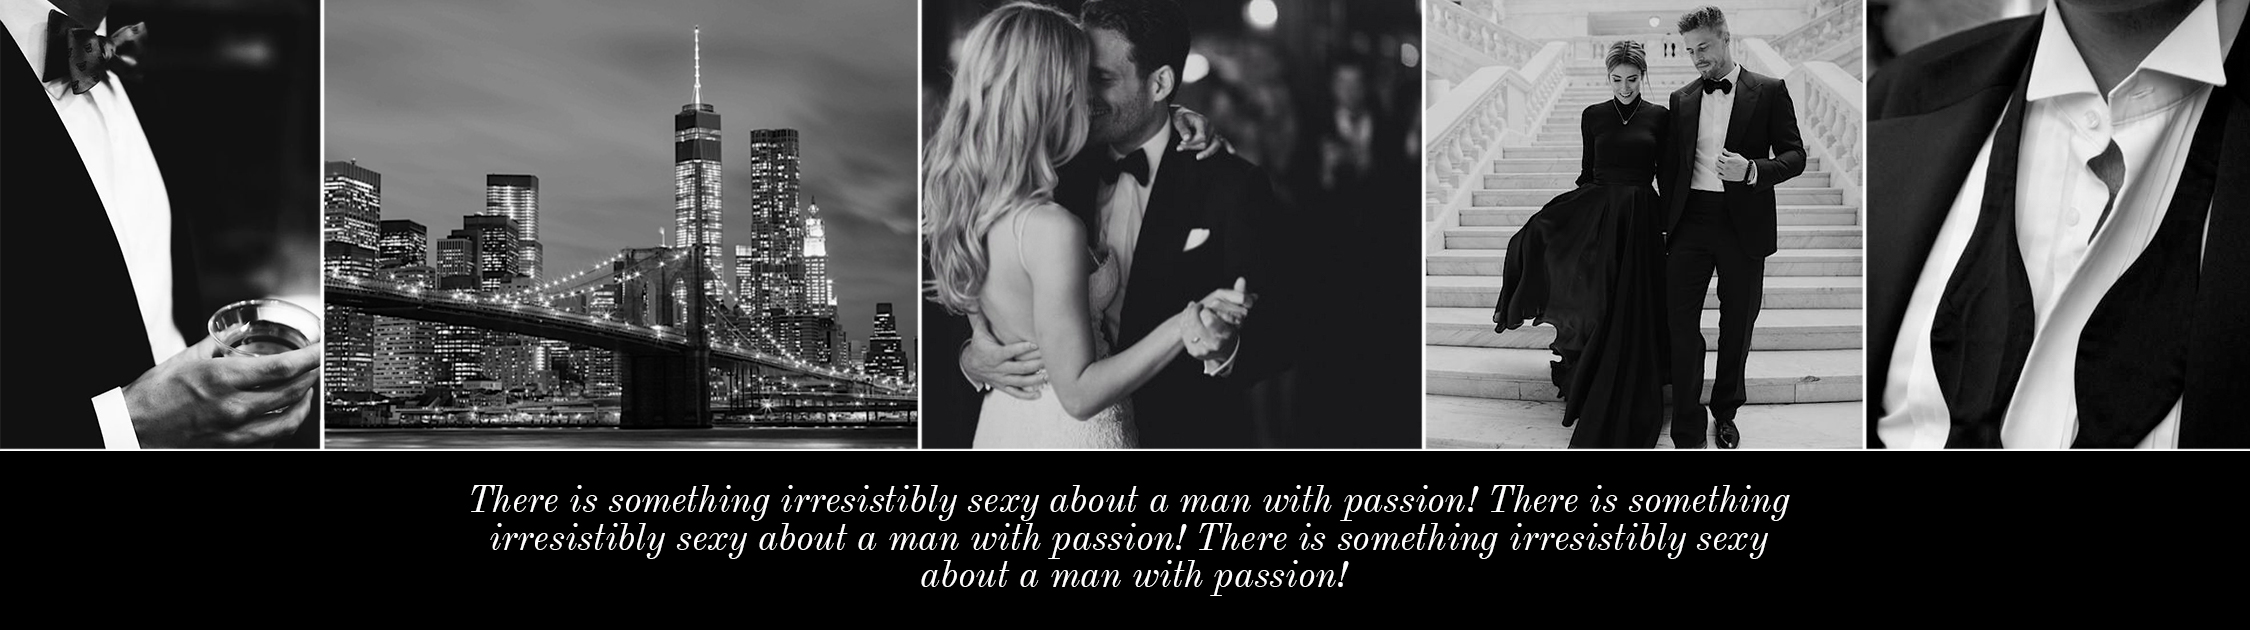 There is something irresistibly sexy about a man with passion! There is something
irresistibly sexy about a man with passion! There is something irresistibly sexy
about a man with passion!